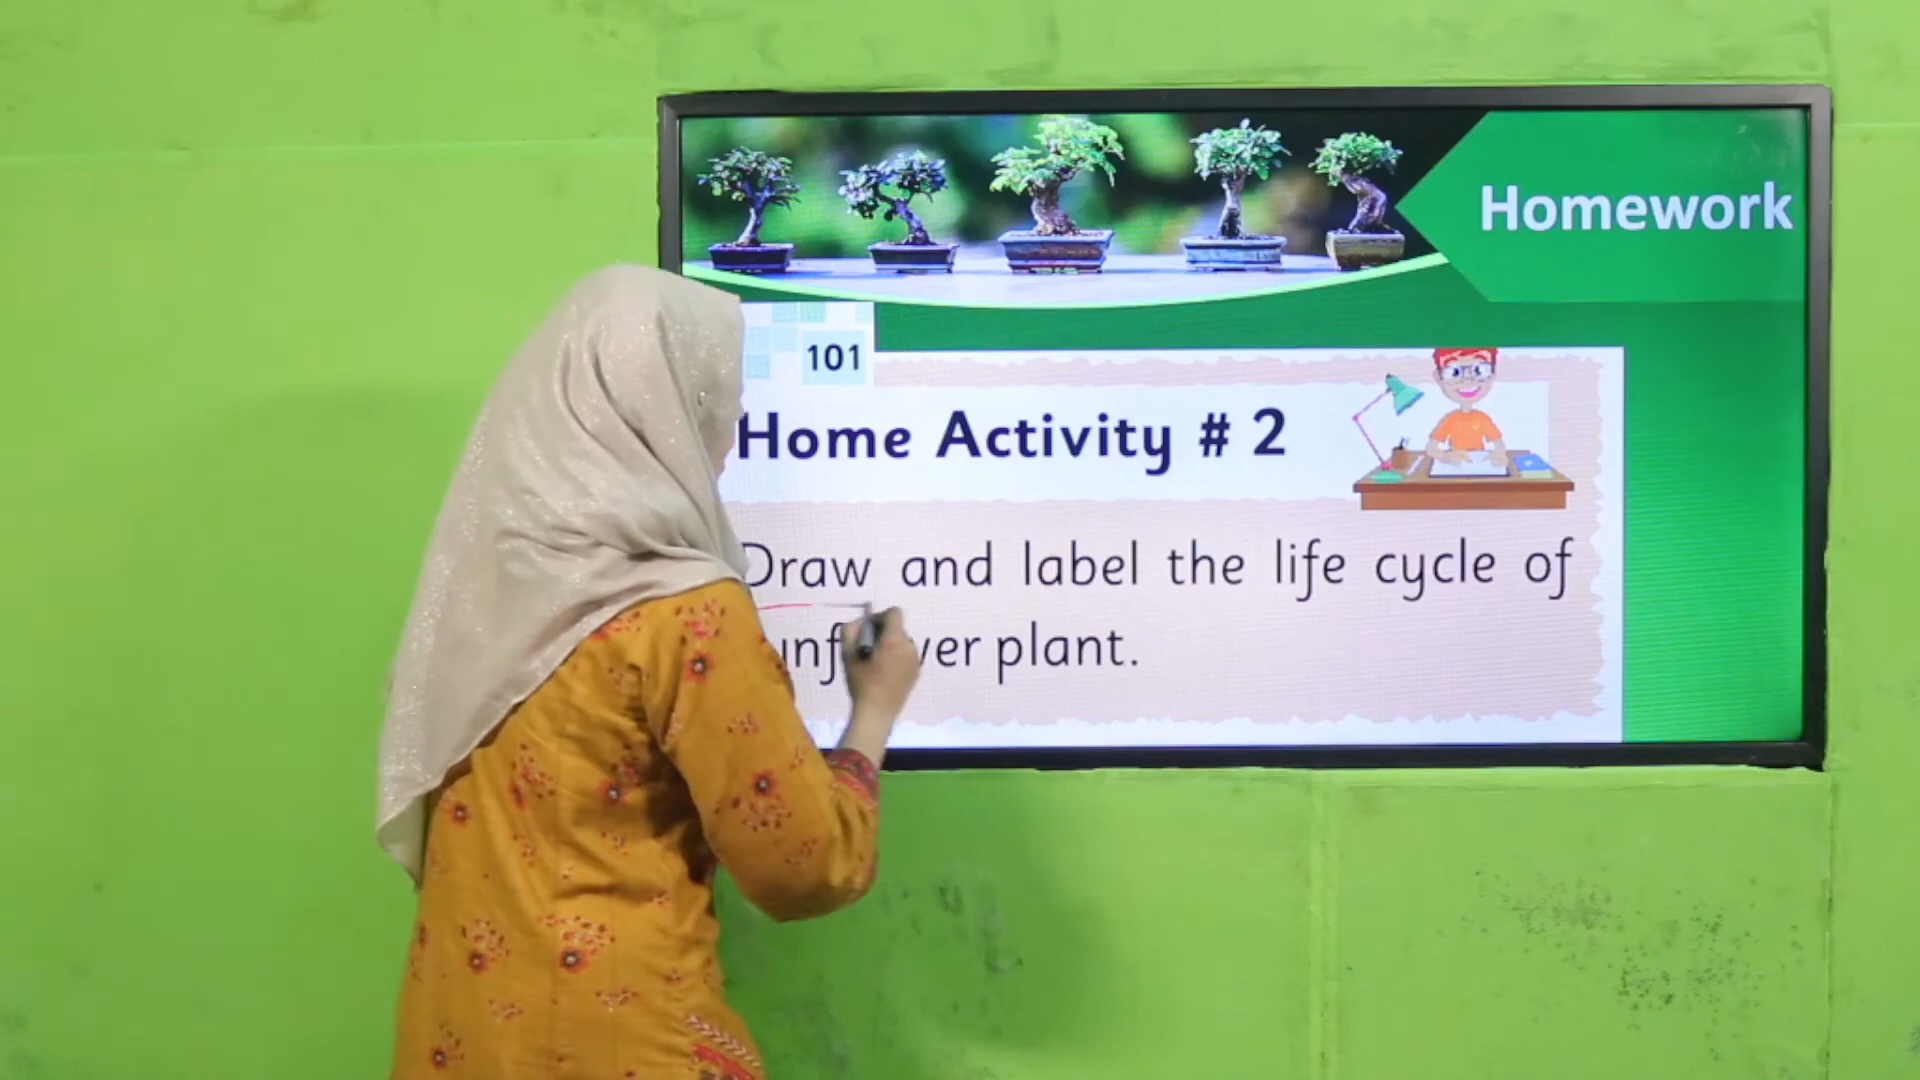 Homework
101
Home Activity # 2
Draw and label the life cycle of
plant.